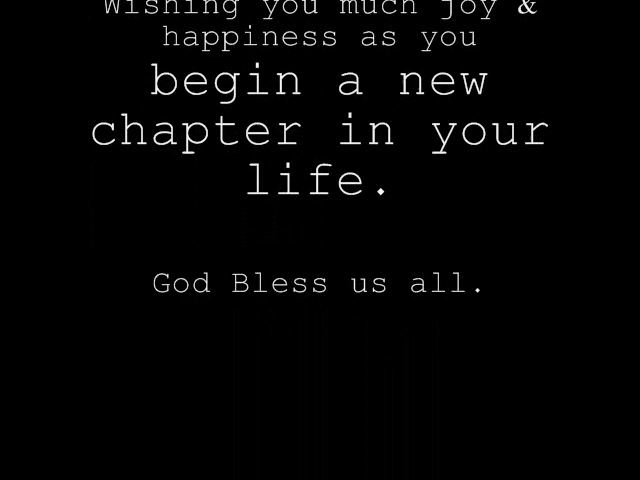 Wishing you much joy &
happiness as you
begin a new
chapter in your
life.
God Bless us all.